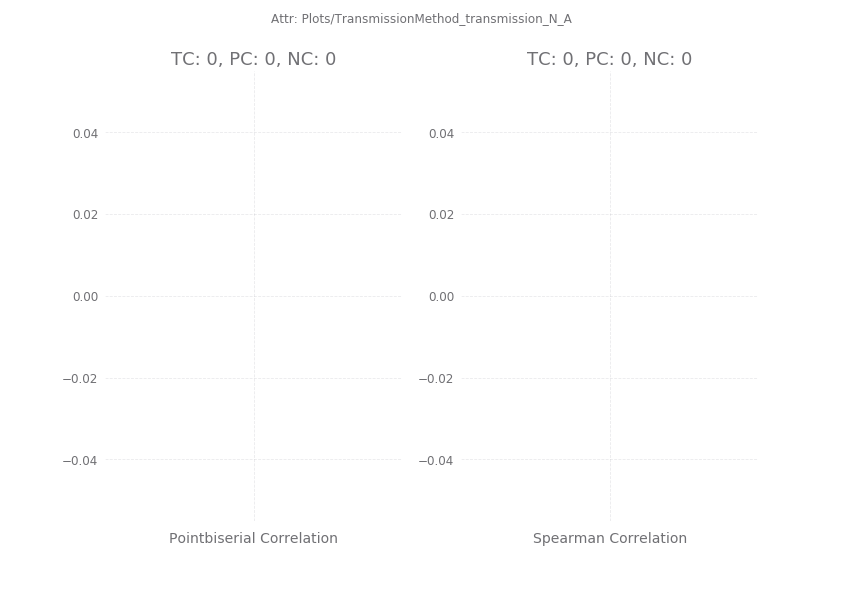 Attr: Plots/TransmissionMethod_transmission_N_A
TC: 0, PC: 0, NC: 0
0.04
0.02
0.00
−0.02
−0.04
Pointbiserial Correlation
TC: 0, PC: 0, NC: 0
0.04
0.02
0.00
−0.02
−0.04
Spearman Correlation